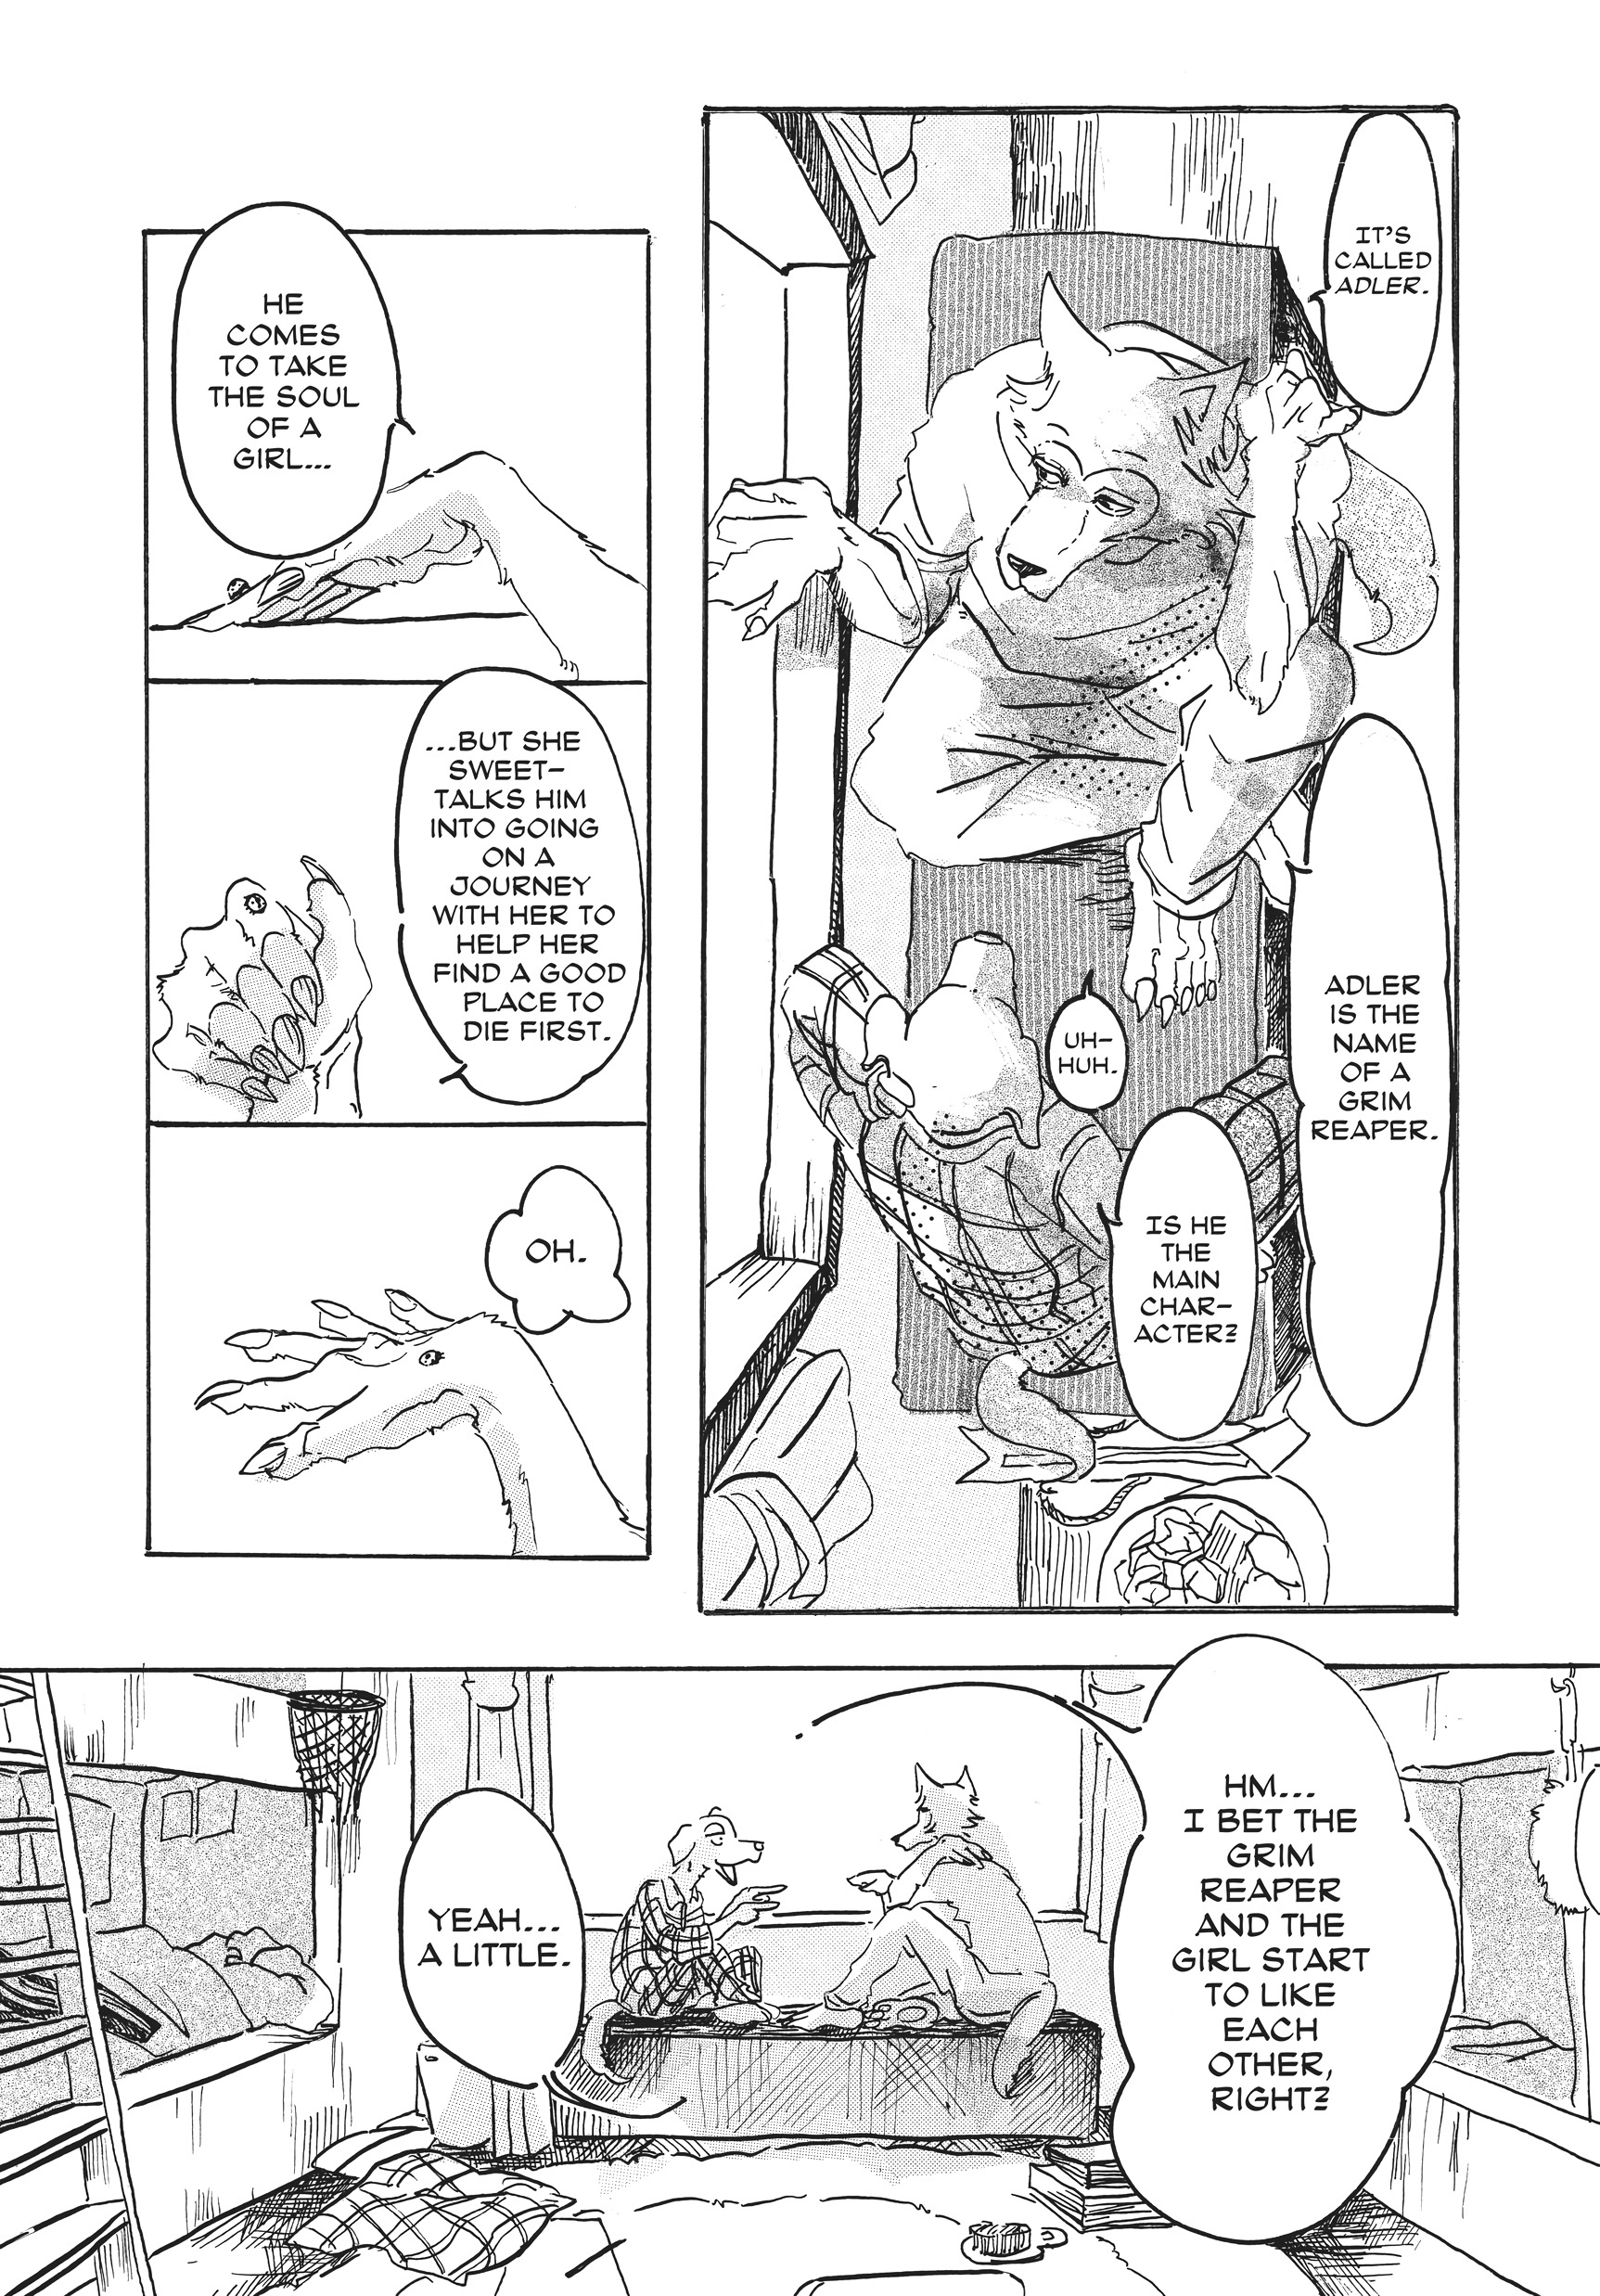 IT'S
CALLED
ADLER.
ADLER
IS THE
NAME
OF A
GRIM
REAPER.
UH-
HUH.
IS HE
THE
MAIN
CHAR-
ACTER?
HE
COMES
TO TAKE
THE SOUL
OF A
GIRL...
...BUT SHE
SWEET-
TALKS HIM
INTO GOING
ON A
JOURNEY
WITH HER TO
HELP HER
FIND A GOOD
PLACE TO
DIE FIRST.
OH.
HM...
I BET THE
GRIM
REAPER
AND THE
GIRL START
TO LIKE
EACH
OTHER,
RIGHT?
YEAH...
A LITTLE.